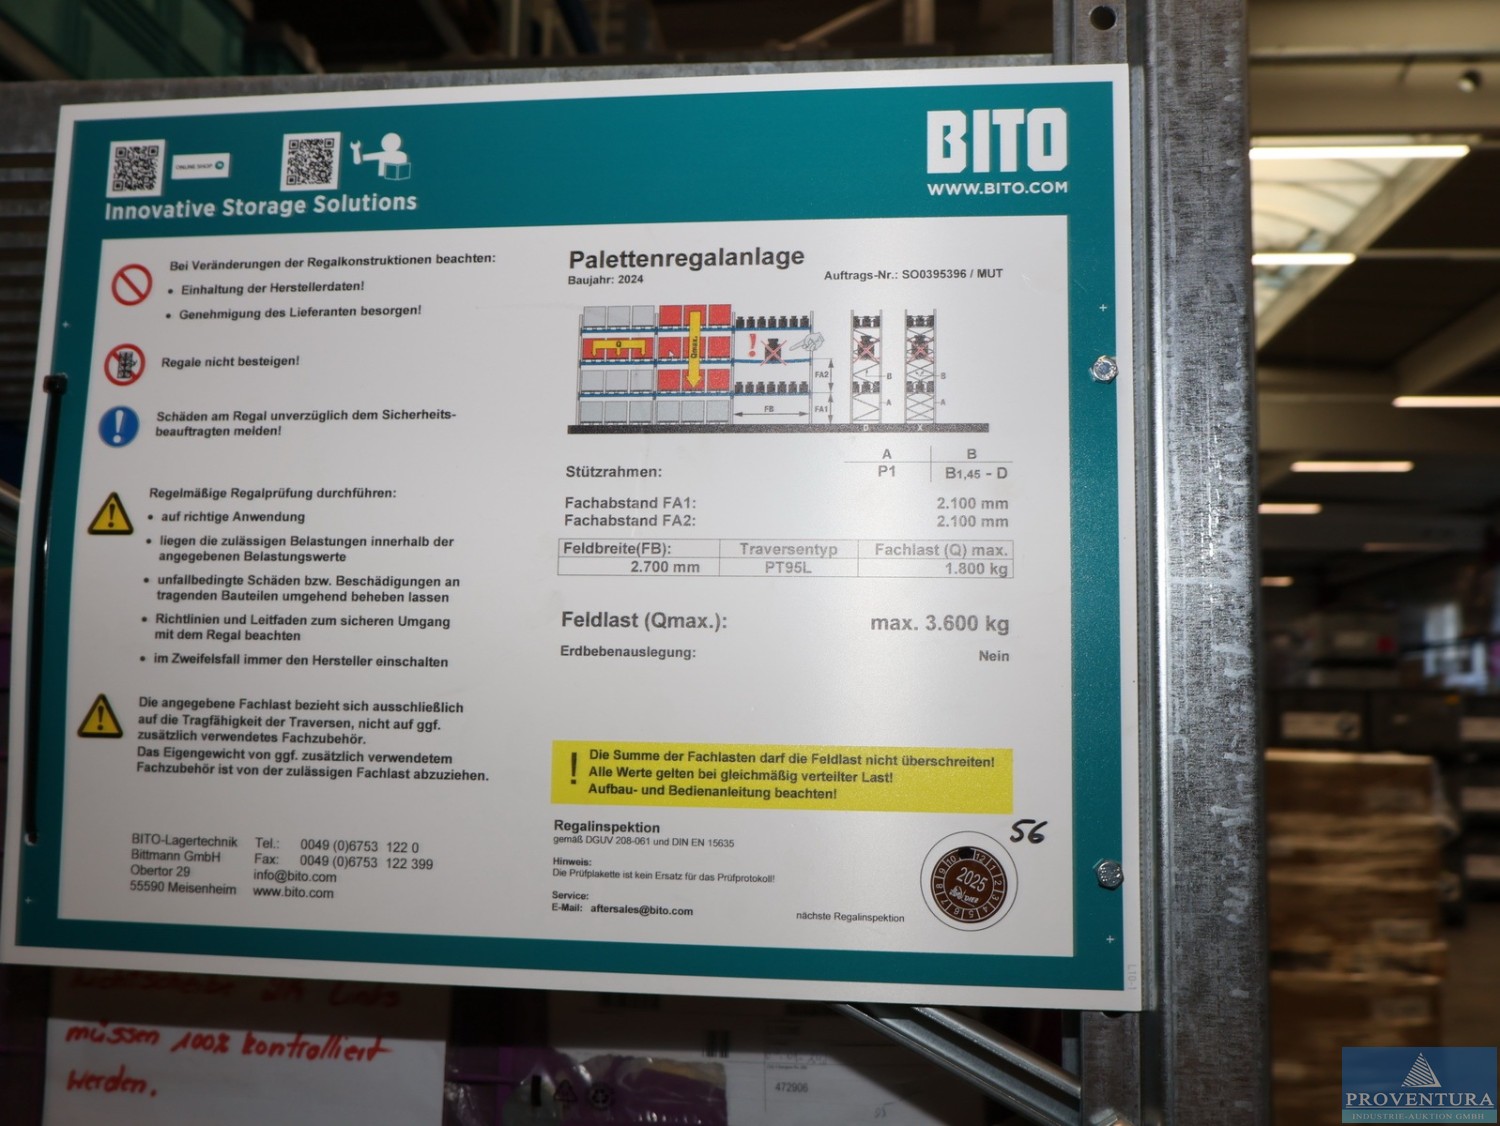 BITO
WWW.BITO.COM
ONLINE SHOP
Innovative Storage Solutions
Bei Veränderungen der Regalkonstruktionen beachten:
• Einhaltung der Herstellerdaten!
• Genehmigung des Lieferanten besorgen!
Regale nicht besteigen!
Schäden am Regal unverzüglich dem Sicherheits-
beauftragten melden!
Regelmäßige Regalprüfung durchführen:
• auf richtige Anwendung
• liegen die zulässigen Belastungen innerhalb der
angegebenen Belastungswerte
• unfallbedingte Schäden bzw. Beschädigungen an
tragenden Bauteilen umgehend beheben lassen
• Richtlinien und Leitfaden zum sicheren Umgang
mit dem Regal beachten
• im Zweifelsfall immer den Hersteller einschalten
Die angegebene Fachlast bezieht sich ausschließlich
auf die Tragfähigkeit der Traversen, nicht auf ggf.
zusätzlich verwendetes Fachzubehör.
Das Eigengewicht von ggf. zusätzlich verwendetem
Fachzubehör ist von der zulässigen Fachlast abzuziehen.
BITO-Lagertechnik Tel.: 0049 (0)6753 122 0
Bittmann GmbH Fax: 0049 (0)6753 122 399
Obertor 29 info@bito.com
55590 Meisenheim www.bito.com
Palettenregalanlage
Baujahr: 2024 Auftrags-Nr.: SO0395396 / MUT
Q Qmax. ! FA2 FB FA1 B A D B A X
A B
Stützrahmen: P1 B1,45 - D
Fachabstand FA1: 2.100 mm
Fachabstand FA2: 2.100 mm
Feldbreite(FB): Traversentyp Fachlast (Q) max.
2.700 mm PT95L 1.800 kg
Feldlast (Qmax.): max. 3.600 kg
Erdbebenauslegung: Nein
! Die Summe der Fachlasten darf die Feldlast nicht überschreiten!
Alle Werte gelten bei gleichmäßig verteilter Last!
Aufbau- und Bedienanleitung beachten!
Regalinspektion
gemäß DGUV 208-061 und DIN EN 15635
Hinweis:
Die Prüfplakette ist kein Ersatz für das Prüfprotokoll!
Service:
E-Mail: aftersales@bito.com
nächste Regalinspektion
56
2025
müssen 100% kontrolliert
werden.
472906
PROVENTURA
INDUSTRIE-AUKTION GMBH